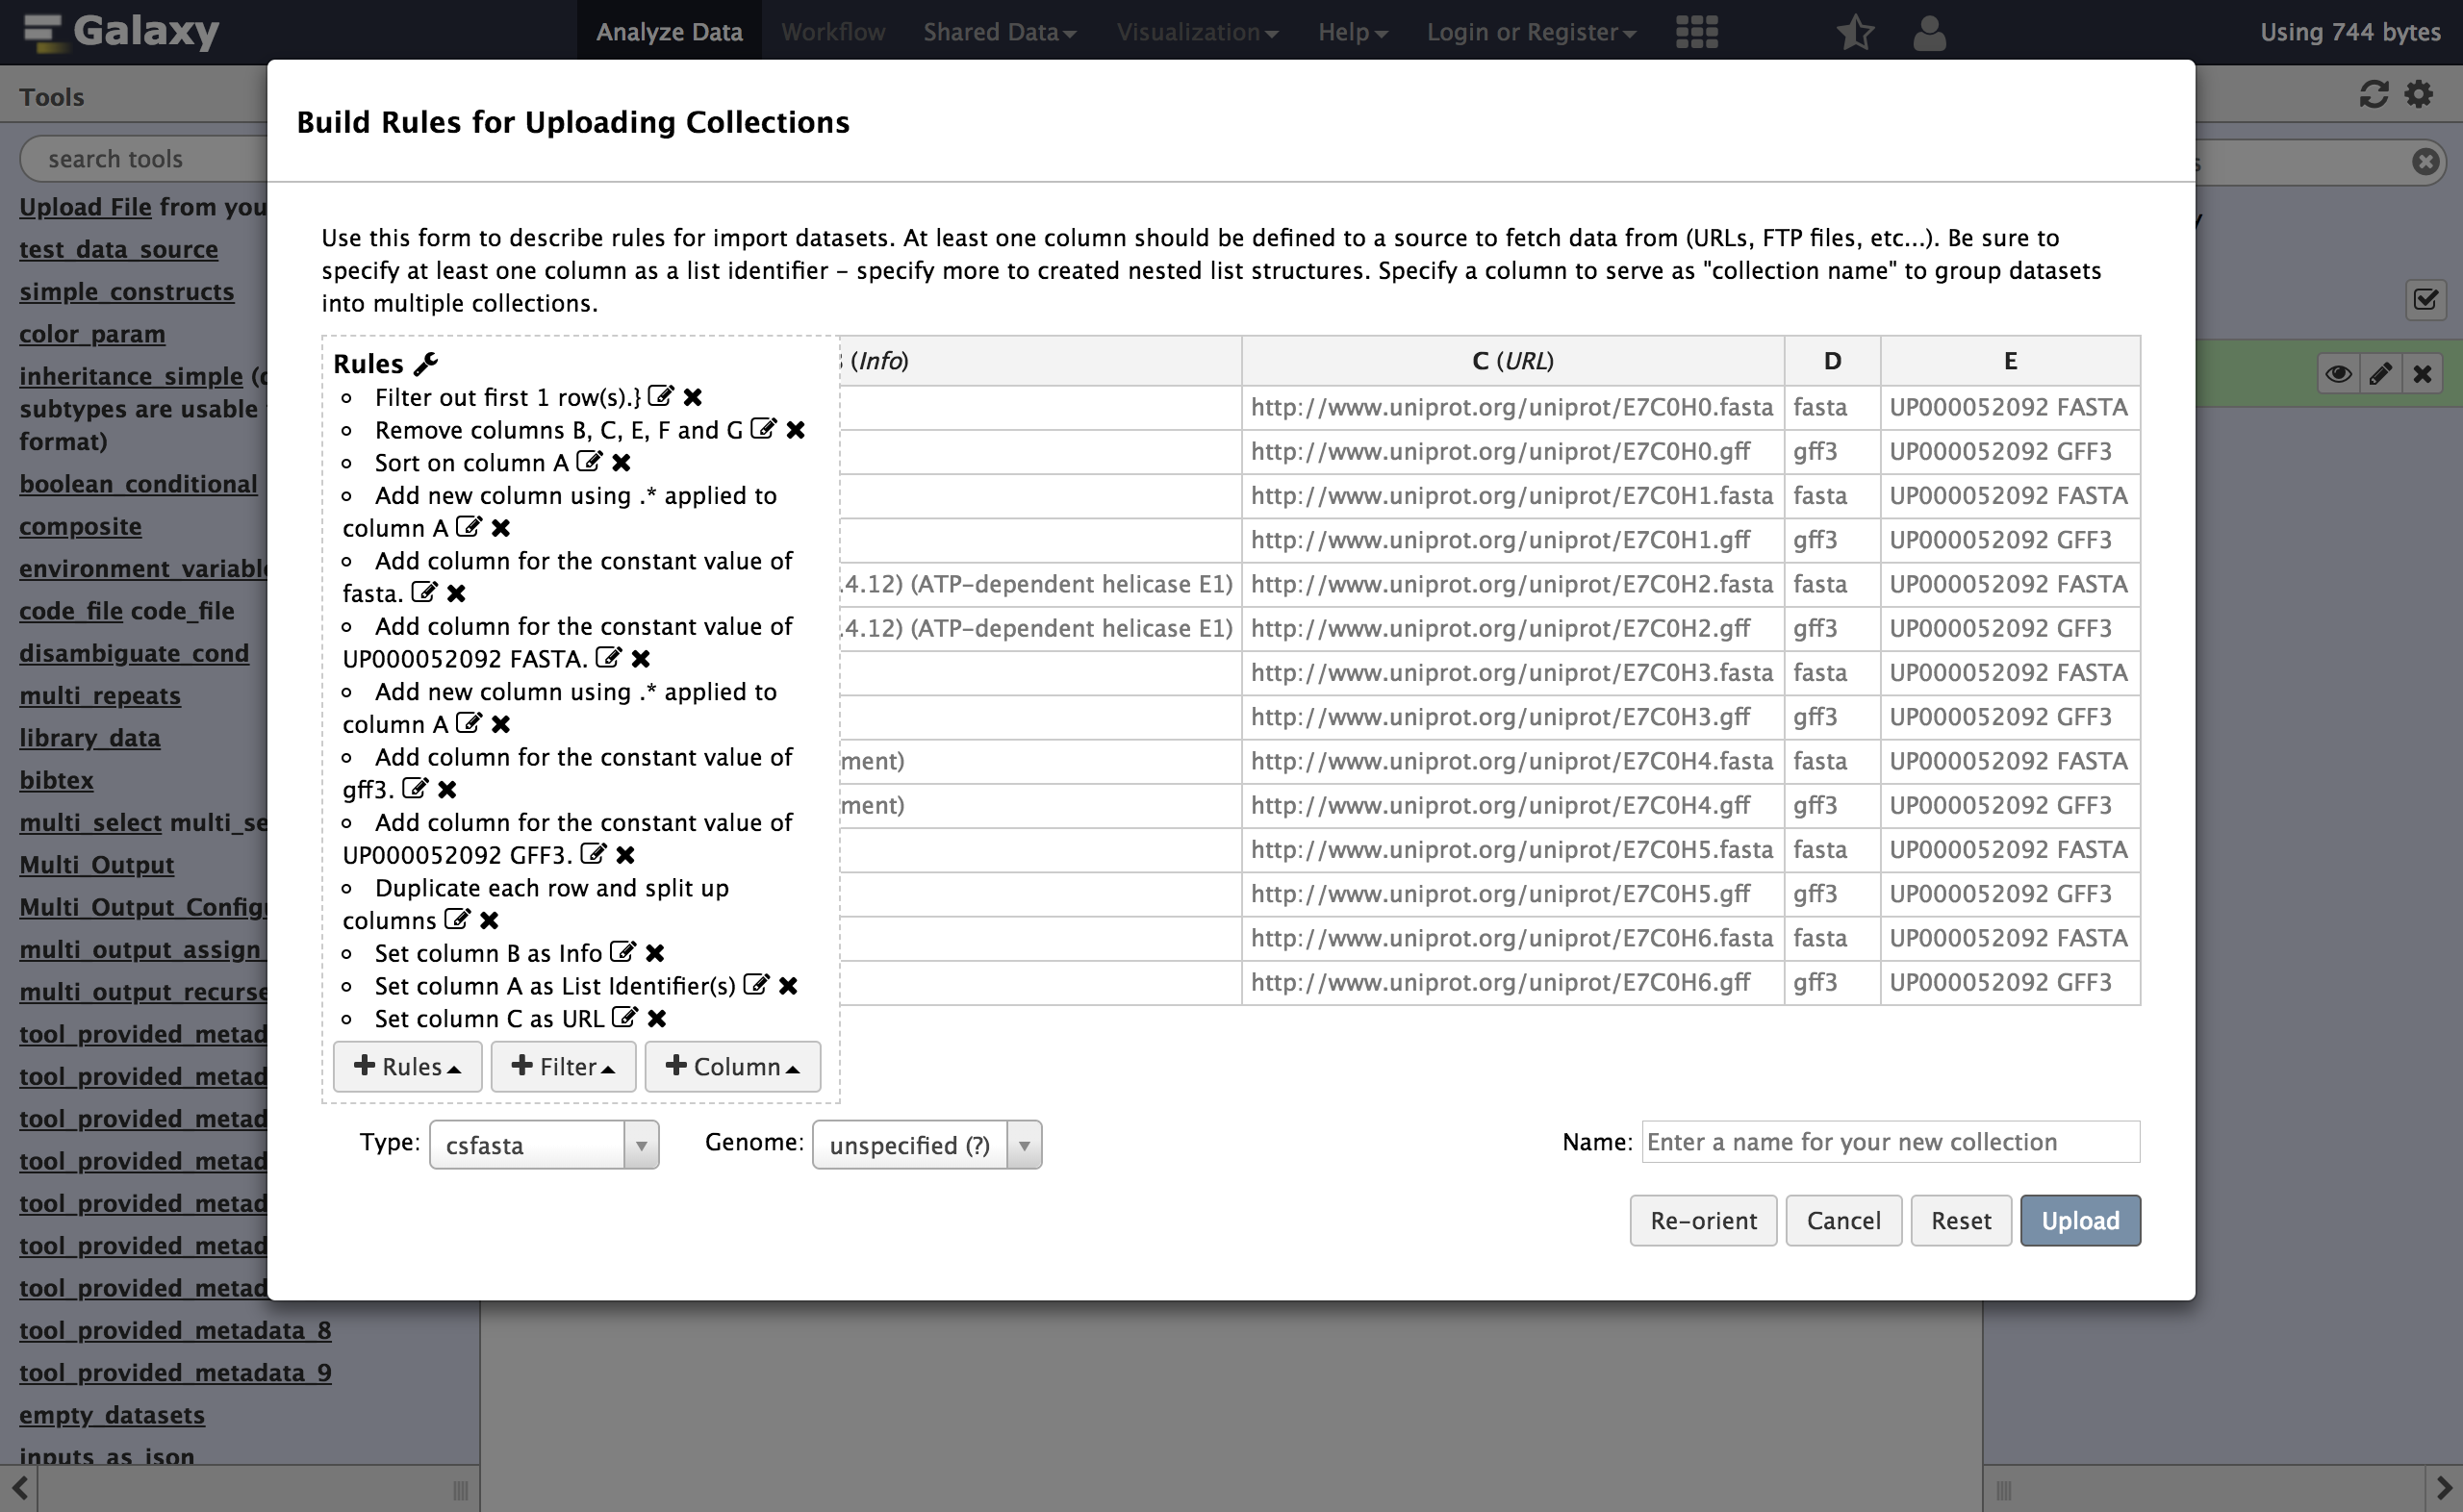 Galaxy
Analyze Data
Workflow
Shared Data
Visualization
Help
Login or Register
Using 744 bytes
Tools
search tools
Upload File from you
test_data_source
simple_constructs
color_param
inheritance_simple
subtypes are usable
format)
boolean_conditional
composite
environment_variable
code_file code_file
disambiguate_cond
multi_repeats
library_data
bibtex
multi_select multi_se
Multi_Output
Multi_Output_Configu
multi_output_assign
multi_output_recurse
tool_provided_metad
tool_provided_metad
tool_provided_metad
tool_provided_metad
tool_provided_metad
tool_provided_metad
tool_provided_metad
tool_provided_metadata_8
tool_provided_metadata_9
empty_datasets
inputs_as_json
Build Rules for Uploading Collections
Use this form to describe rules for import datasets. At least one column should be defined to a source to fetch data from (URLs, FTP files, etc...). Be sure to
specify at least one column as a list identifier - specify more to created nested list structures. Specify a column to serve as "collection name" to group datasets
into multiple collections.
Rules
Filter out first 1 row(s).}
Remove columns B, C, E, F and G
Sort on column A
Add new column using .* applied to
column A
Add column for the constant value of
fasta.
Add column for the constant value of
UP000052092 FASTA.
Add new column using .* applied to
column A
Add column for the constant value of
gff3.
Add column for the constant value of
UP000052092 GFF3.
Duplicate each row and split up
columns
Set column B as Info
Set column A as List Identifier(s)
Set column C as URL
Rules
Filter
Column
(Info) C (URL) D E
http://www.uniprot.org/uniprot/E7C0H0.fasta fasta UP000052092 FASTA
http://www.uniprot.org/uniprot/E7C0H0.gff gff3 UP000052092 GFF3
http://www.uniprot.org/uniprot/E7C0H1.fasta fasta UP000052092 FASTA
http://www.uniprot.org/uniprot/E7C0H1.gff gff3 UP000052092 GFF3
.4.12) (ATP-dependent helicase E1) http://www.uniprot.org/uniprot/E7C0H2.fasta fasta UP000052092 FASTA
.4.12) (ATP-dependent helicase E1) http://www.uniprot.org/uniprot/E7C0H2.gff gff3 UP000052092 GFF3
http://www.uniprot.org/uniprot/E7C0H3.fasta fasta UP000052092 FASTA
http://www.uniprot.org/uniprot/E7C0H3.gff gff3 UP000052092 GFF3
ment) http://www.uniprot.org/uniprot/E7C0H4.fasta fasta UP000052092 FASTA
ment) http://www.uniprot.org/uniprot/E7C0H4.gff gff3 UP000052092 GFF3
http://www.uniprot.org/uniprot/E7C0H5.fasta fasta UP000052092 FASTA
http://www.uniprot.org/uniprot/E7C0H5.gff gff3 UP000052092 GFF3
http://www.uniprot.org/uniprot/E7C0H6.fasta fasta UP000052092 FASTA
http://www.uniprot.org/uniprot/E7C0H6.gff gff3 UP000052092 GFF3
Type: csfasta
Genome: unspecified (?)
Name: Enter a name for your new collection
Re-orient
Cancel
Reset
Upload